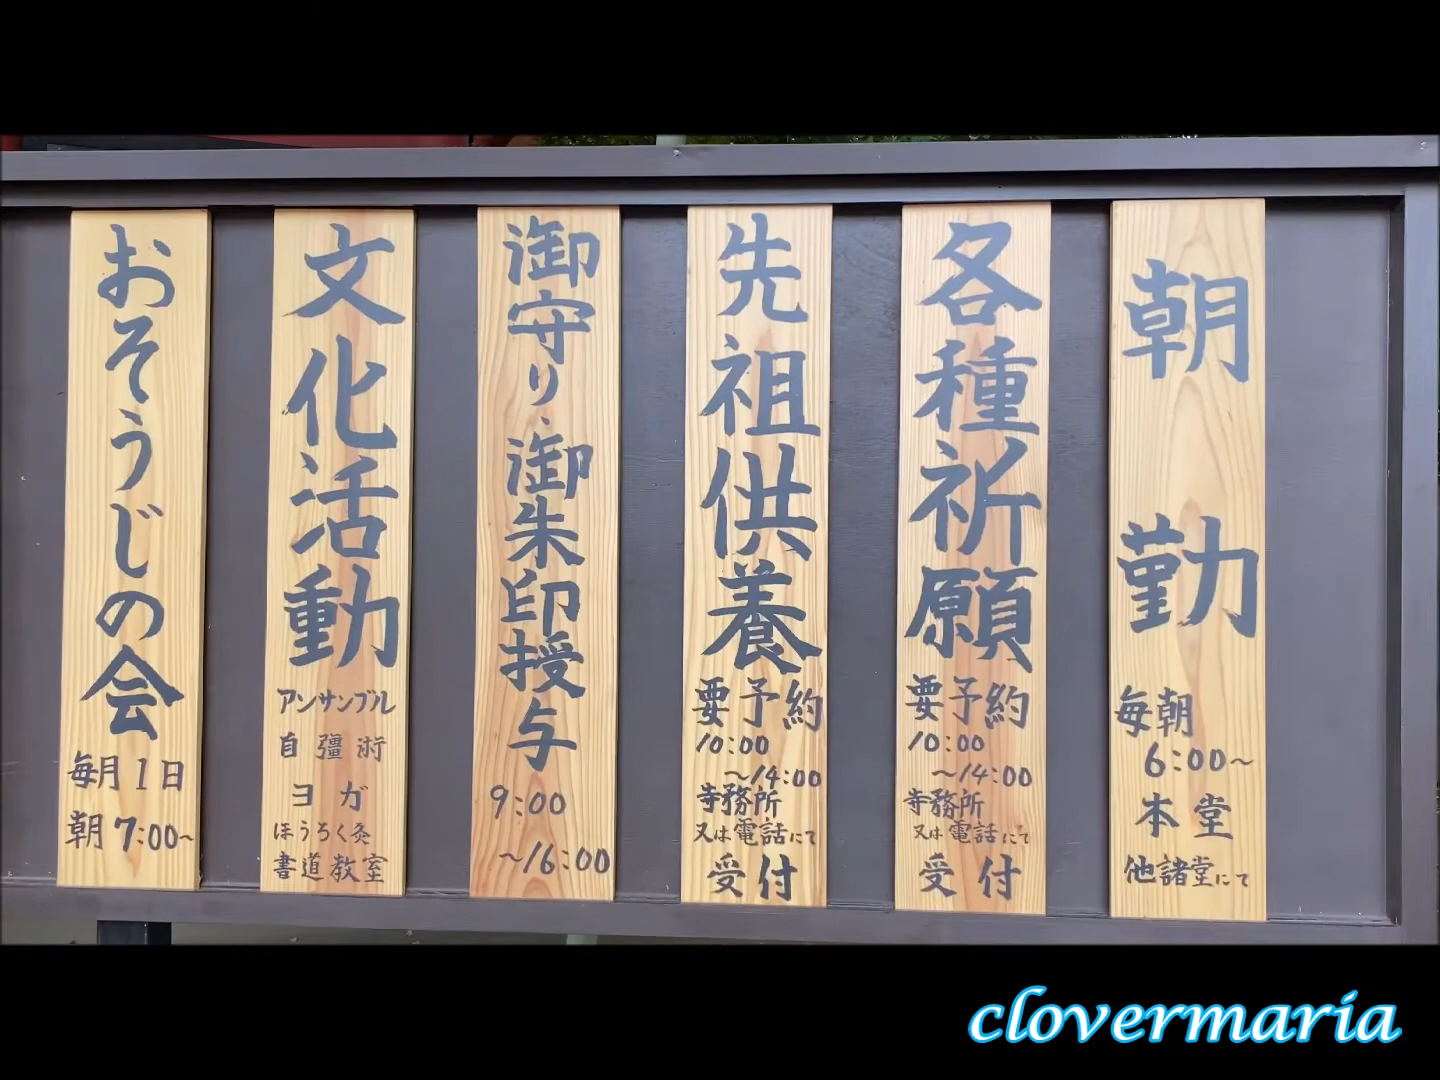 朝勤
毎朝
6:00~
本堂
他諸堂にて
各種祈願
要予約
10:00
~14:00
寺務所
又は電話にて
受付
先祖供養
要予約
10:00
~14:00
寺務所
又は電話にて
受付
御守り、御朱印授与
9:00
~16:00
文化活動
アンサンブル
自彊術
ヨガ
ほうろく灸
書道教室
おそうじの会
毎月1日
朝7:00~
clovermaria